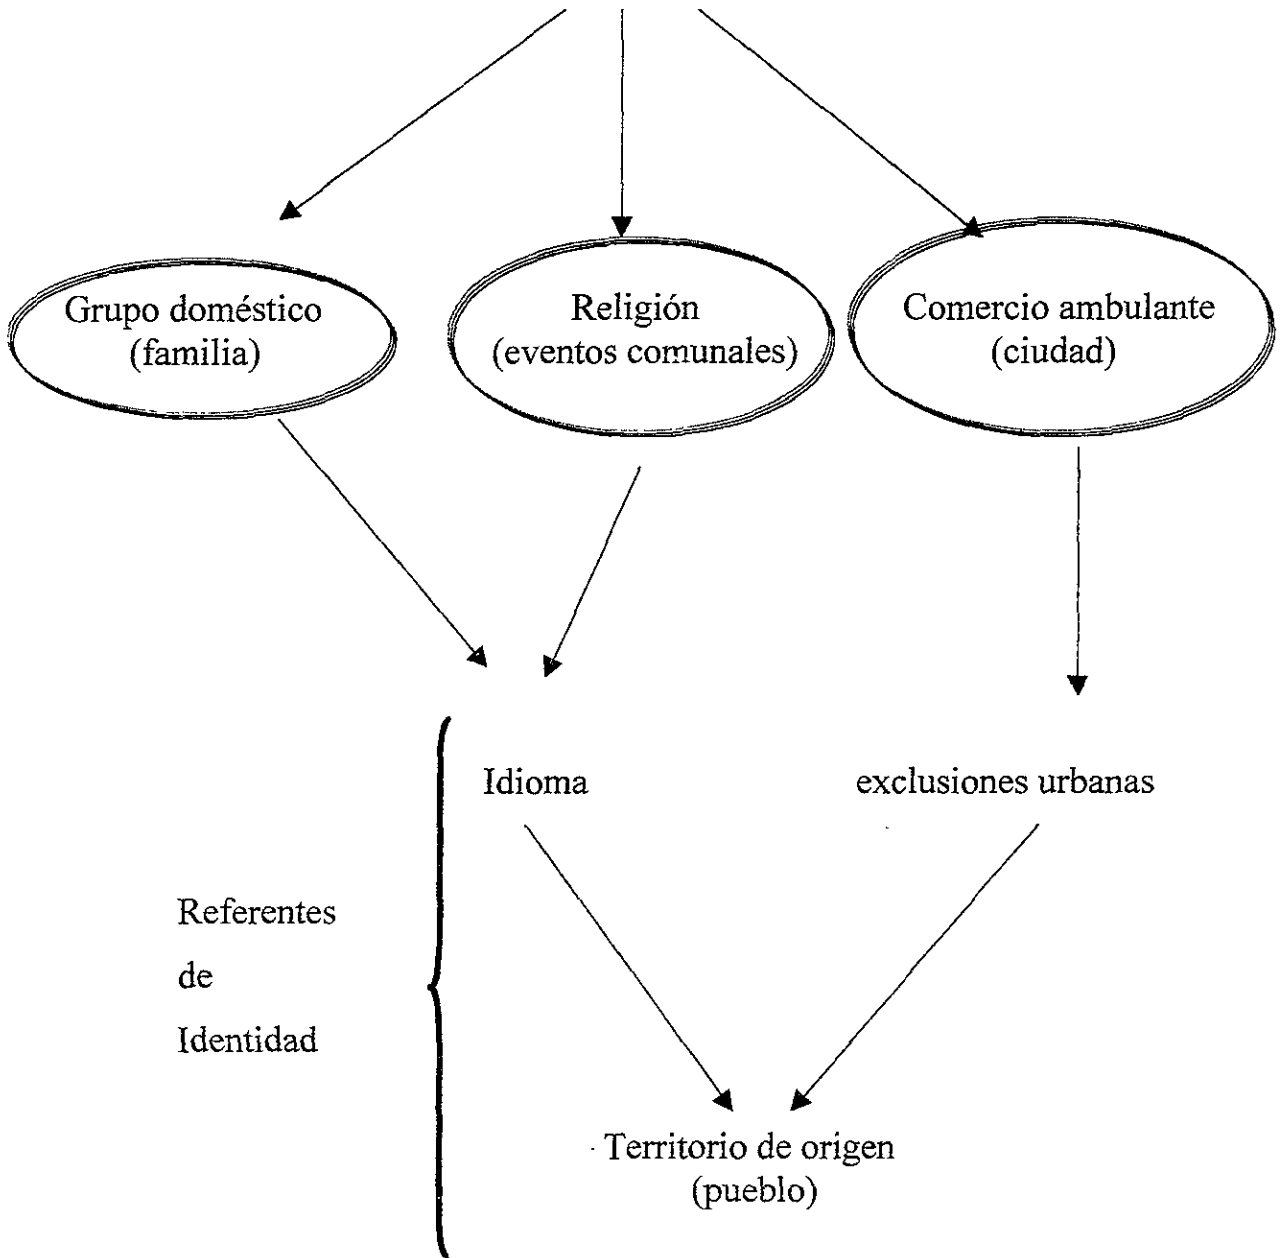 Grupo doméstico
(familia)
Religión
(eventos comunales)
Comercio ambulante
(ciudad)
Idioma
exclusiones urbanas
Referentes
de
Identidad
Territorio de origen
(pueblo)